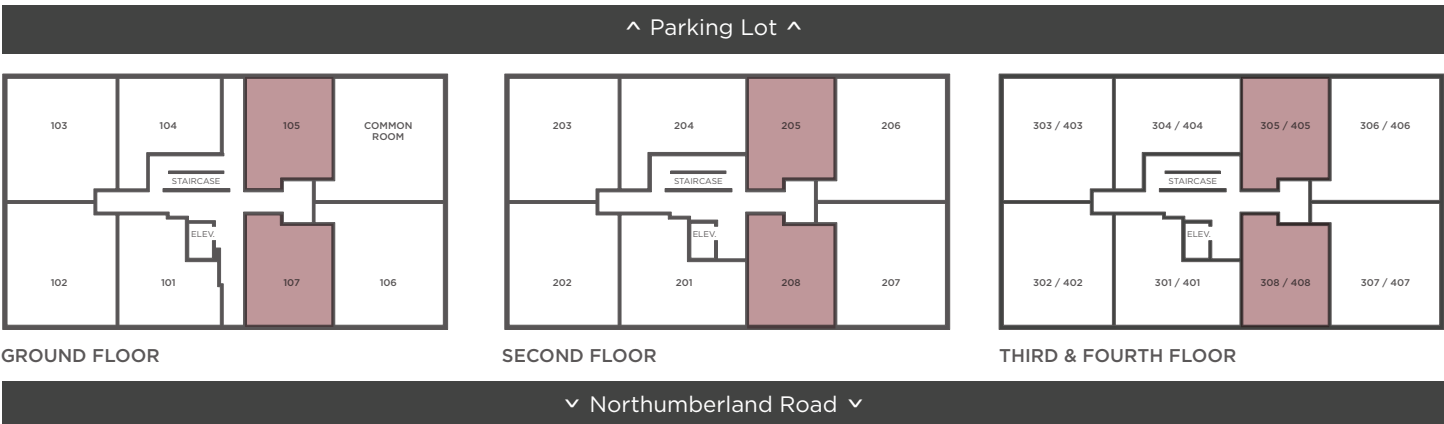 ^ Parking Lot ^
103
104
105
COMMON
ROOM
STAIRCASE
ELEV.
102
101
107
106
GROUND FLOOR
203
204
205
206
STAIRCASE
ELEV.
202
201
208
207
SECOND FLOOR
303 / 403
304 / 404
305 / 405
306 / 406
STAIRCASE
ELEV.
302 / 402
301 / 401
308 / 408
307 / 407
THIRD & FOURTH FLOOR
˅ Northumberland Road ˅